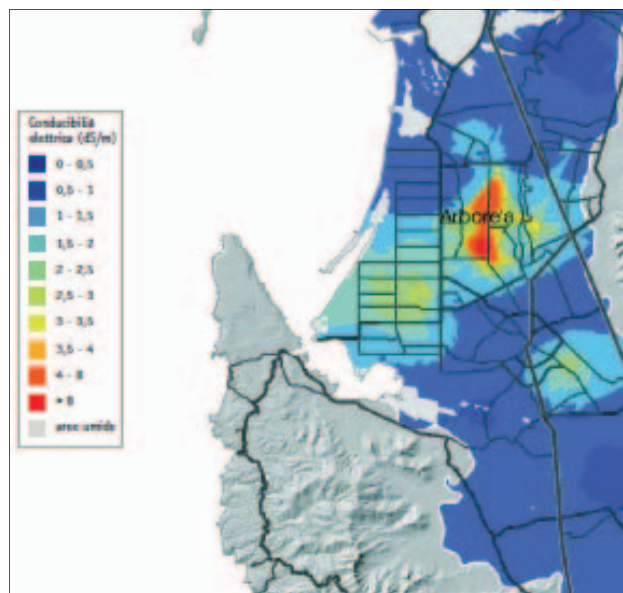 Conducibilià
elettrica (dS/m)
0 - 0,5
0,5 - 1
1 - 1,5
1,5 - 2
2 - 2,5
2,5 - 3
3 - 3,5
3,5 - 4
4 - 8
> 8
aree umide
Arborea